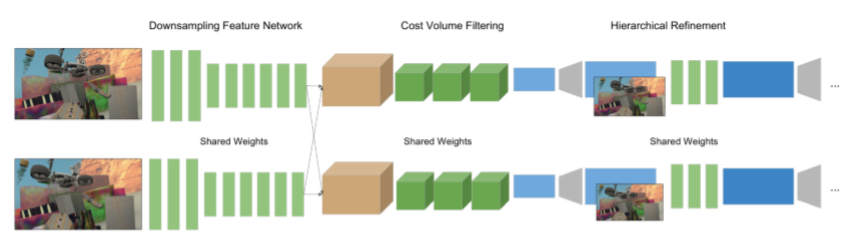 Downsampling Feature Network
Cost Volume Filtering
Hierarchical Refinement
...
Shared Weights
Shared Weights
Shared Weights
...